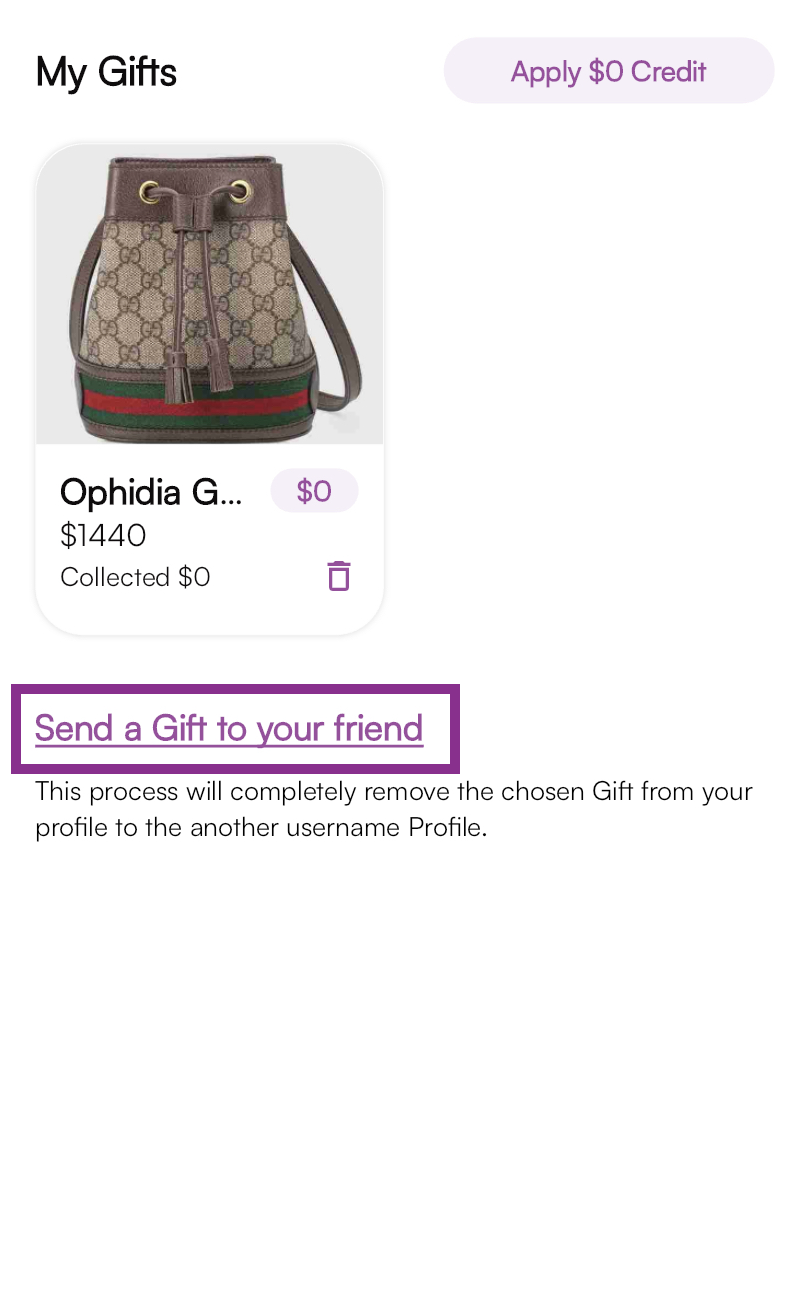 My Gifts
Apply $0 Credit
Ophidia G...
$0
$1440
Collected $0
Send a Gift to your friend
This process will completely remove the chosen Gift from your
profile to the another username Profile.